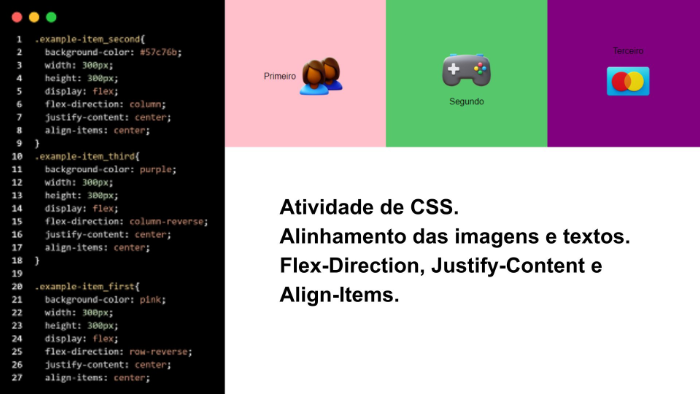 1 .example-item_second{
2 background-color: #57c76b;
3 width: 300px;
4 height: 300px;
5 display: flex;
6 flex-direction: column;
7 justify-content: center;
8 align-items: center;
9 }
10 .example-item_third{
11 background-color: purple;
12 width: 300px;
13 height: 300px;
14 display: flex;
15 flex-direction: column-reverse;
16 justify-content: center;
17 align-items: center;
18 }
19
20 .example-item_first{
21 background-color: pink;
22 width: 300px;
23 height: 300px;
24 display: flex;
25 flex-direction: row-reverse;
26 justify-content: center;
27 align-items: center;
Primeiro
Segundo
Terceiro
Atividade de CSS.
Alinhamento das imagens e textos.
Flex-Direction, Justify-Content e
Align-Items.